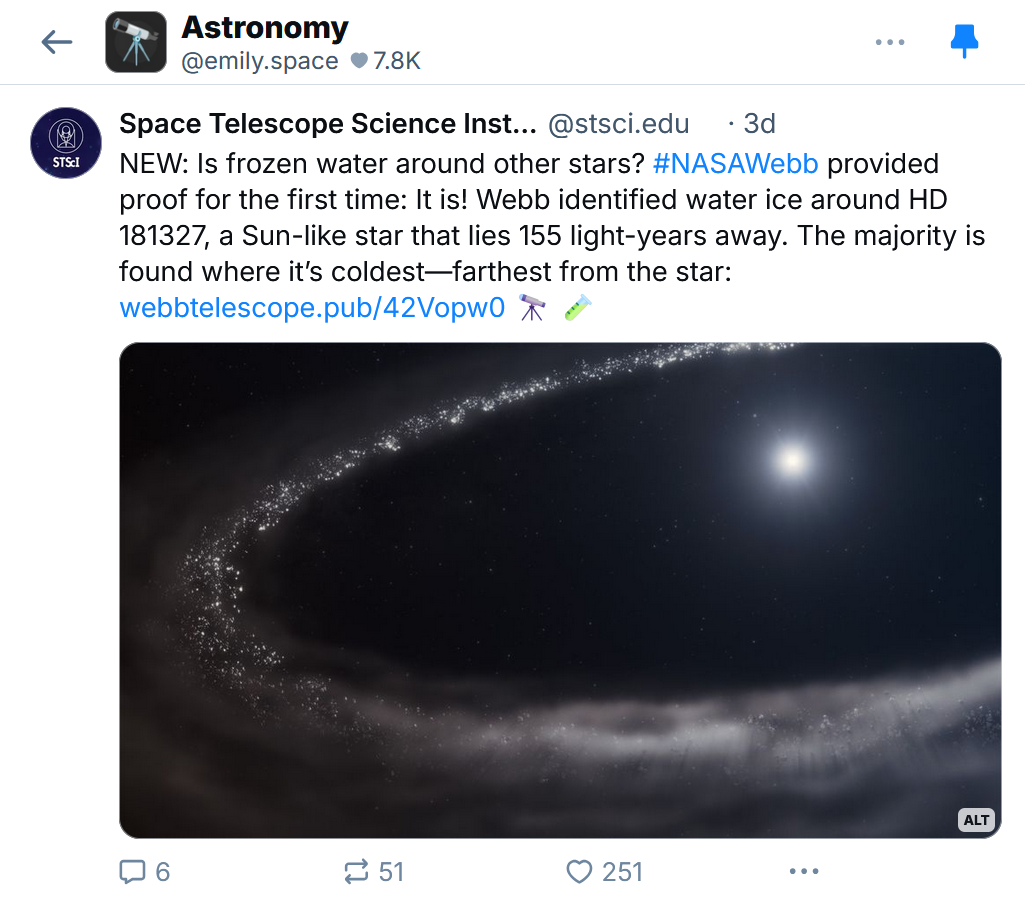 Astronomy
@emily.space 7.8K
STScI
Space Telescope Science Inst... @stsci.edu · 3d
NEW: Is frozen water around other stars? #NASAWebb provided
proof for the first time: It is! Webb identified water ice around HD
181327, a Sun-like star that lies 155 light-years away. The majority is
found where it’s coldest—farthest from the star:
webbtelescope.pub/42Vopw0
ALT
6 51 251